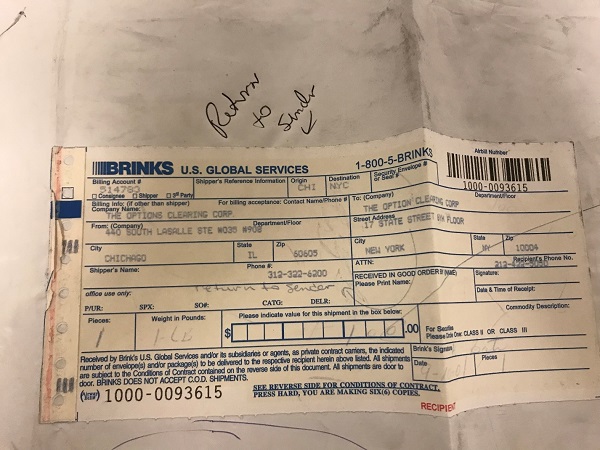 Return
to
Sender
BRINKS U.S. GLOBAL SERVICES
1-800-5-BRINKS
Airbill Number
Billing Account #
514780
Consignee Shipper 3rd Party
Shipper's Reference Information
Origin
CHI
Destination
NYC
Security Envelope #
or Seal #
1000-0093615
Billing Info: (if other than shipper)
Company Name:
THE OPTIONS CLEARING CORP.
For billing acceptance: Contact Name/Phone #
To: (Company)
THE OPTION CLEARING CORP
Department/Floor
From: (Company)
Department/Floor
440 SOUTH LASALLE STE #908
Street Address
17 STATE STREET FLOOR
City
CHICHAGO
State
IL
Zip
60605
City
NEW YORK
State
NY
Zip
10004
Shipper's Name:
Phone #:
312-322-6200
ATTN:
Recipient's Phone No.
office use only:
return to Sender
RECEIVED IN GOOD ORDER BY (NAME)
Please Print Name:
Signature:
Date & Time of Receipt:
P/UR: SPX: SO#: CATG: DELR:
Commodity Description:
Pieces:
1
Weight in Pounds:
1-LB
Please indicate value for this shipment in the box below:
$ 100 .00
For Serlis
Please Circle One: CLASS II OR CLASS III
Received by Brink's U.S. Global Services and/or its subsidiaries or agents, as private contract carriers, the indicated
number of envelope(s) and/or package(s) to be delivered to the respective recipient herein above listed. All shipments
are subject to the Conditions of Contract contained on the reverse side of this document. All shipments are door to
door. BRINKS DOES NOT ACCEPT C.O.D. SHIPMENTS.
Brink's Signature
Date
Pieces
1000-0093615
SEE REVERSE SIDE FOR CONDITIONS OF CONTRACT.
PRESS HARD, YOU ARE MAKING SIX(6) COPIES.
RECIPIENT